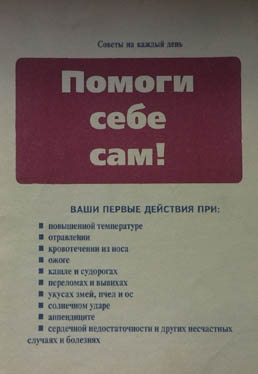 Советы на каждый день
Помоги
себе
сам!
ВАШИ ПЕРВЫЕ ДЕЙСТВИЯ ПРИ:
■ повышенной температуре
■ отравлении
■ кровотечении из носа
■ ожоге
■ кашле и судорогах
■ переломах и вывихах
■ укусах змей, пчел и ос
■ солнечном ударе
■ аппендиците
■ сердечной недостаточности и других несчастных
случаях и болезнях